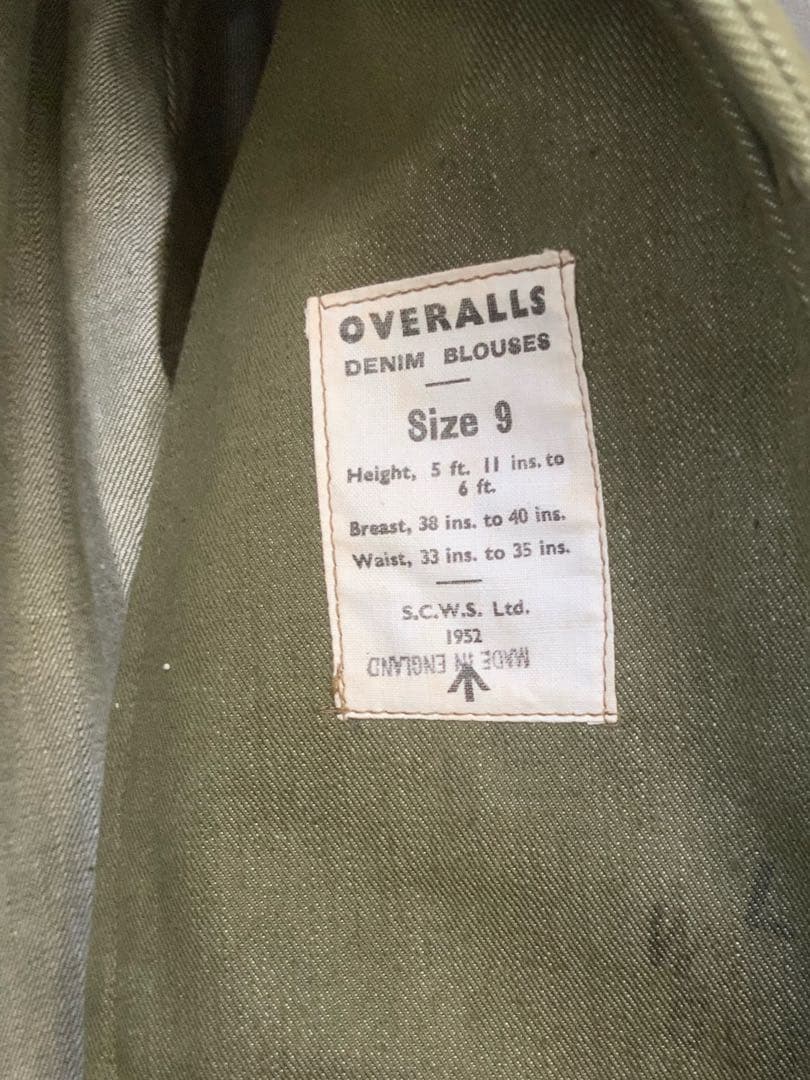 OVERALLS
DENIM BLOUSES
Size 9
Height, 5 ft. 11 ins. to
6 ft.
Breast, 38 ins. to 40 ins.
Waist, 33 ins. to 35 ins.
S.C.W.S. Ltd.
1952
MADE IN ENGLAND